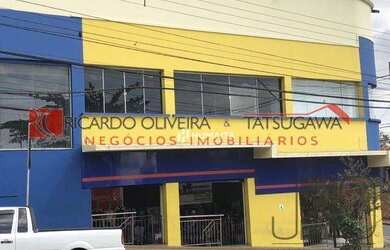 RICARDO OLIVEIRA & TATSUGAWA
NEGÓCIOS IMOBILIÁRIOS